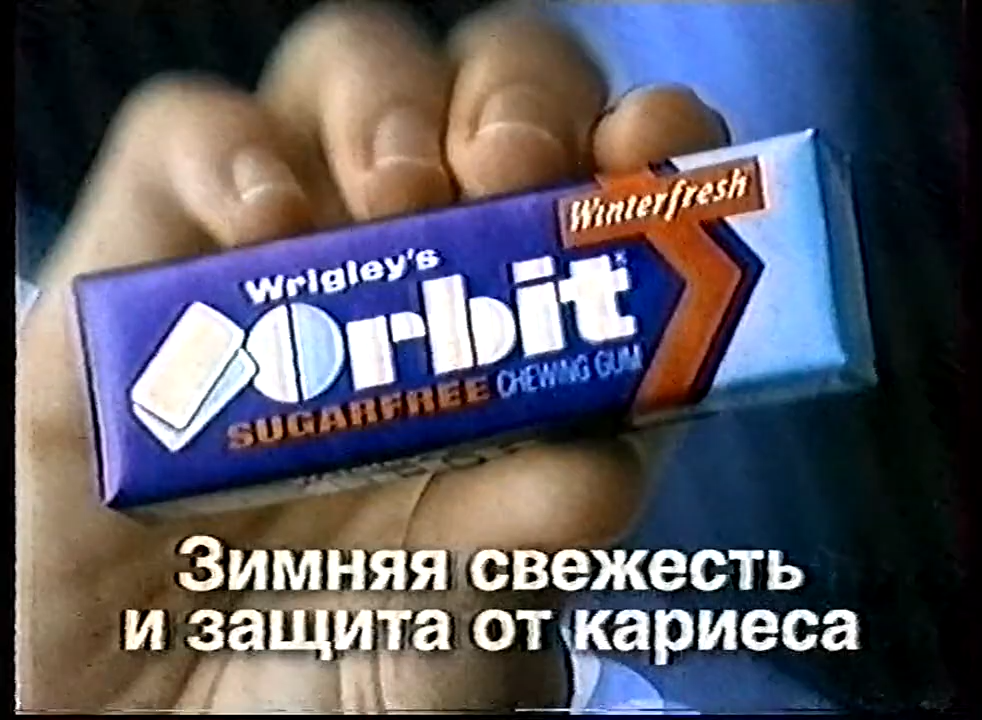 Winterfresh
Wrigley's
Orbit
SUGARFREE CHEWING GUM
Зимняя свежесть
и защита от кариеса